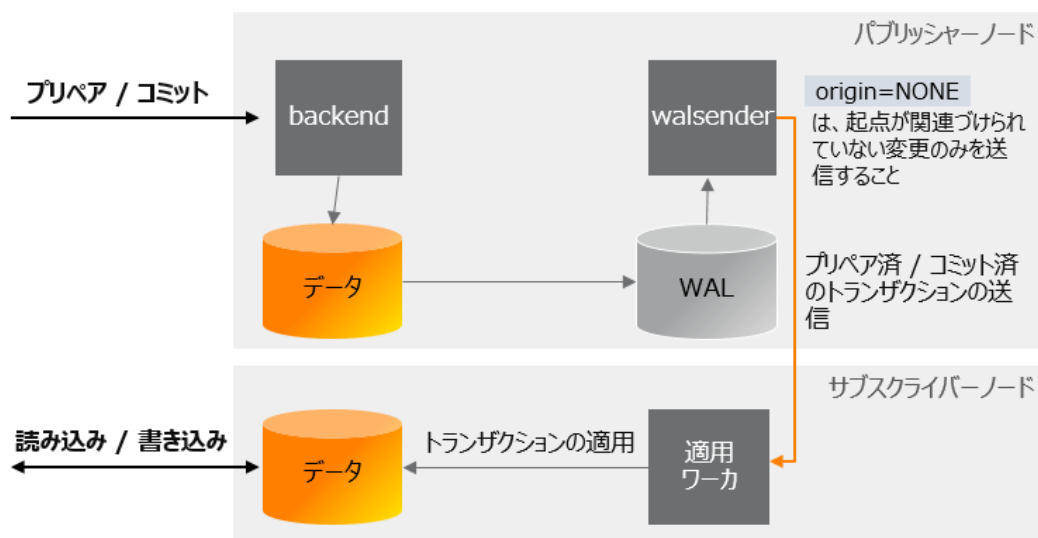 パブリッシャーノード
プリペア / コミット
backend
walsender
origin=NONE
は、起点が関連づけられ
ていない変更のみを送
信すること
データ
WAL
プリペア済 / コミット済
のトランザクションの送
信
サブスクライバーノード
読み込み / 書き込み
データ
トランザクションの適用
適用
ワーカ